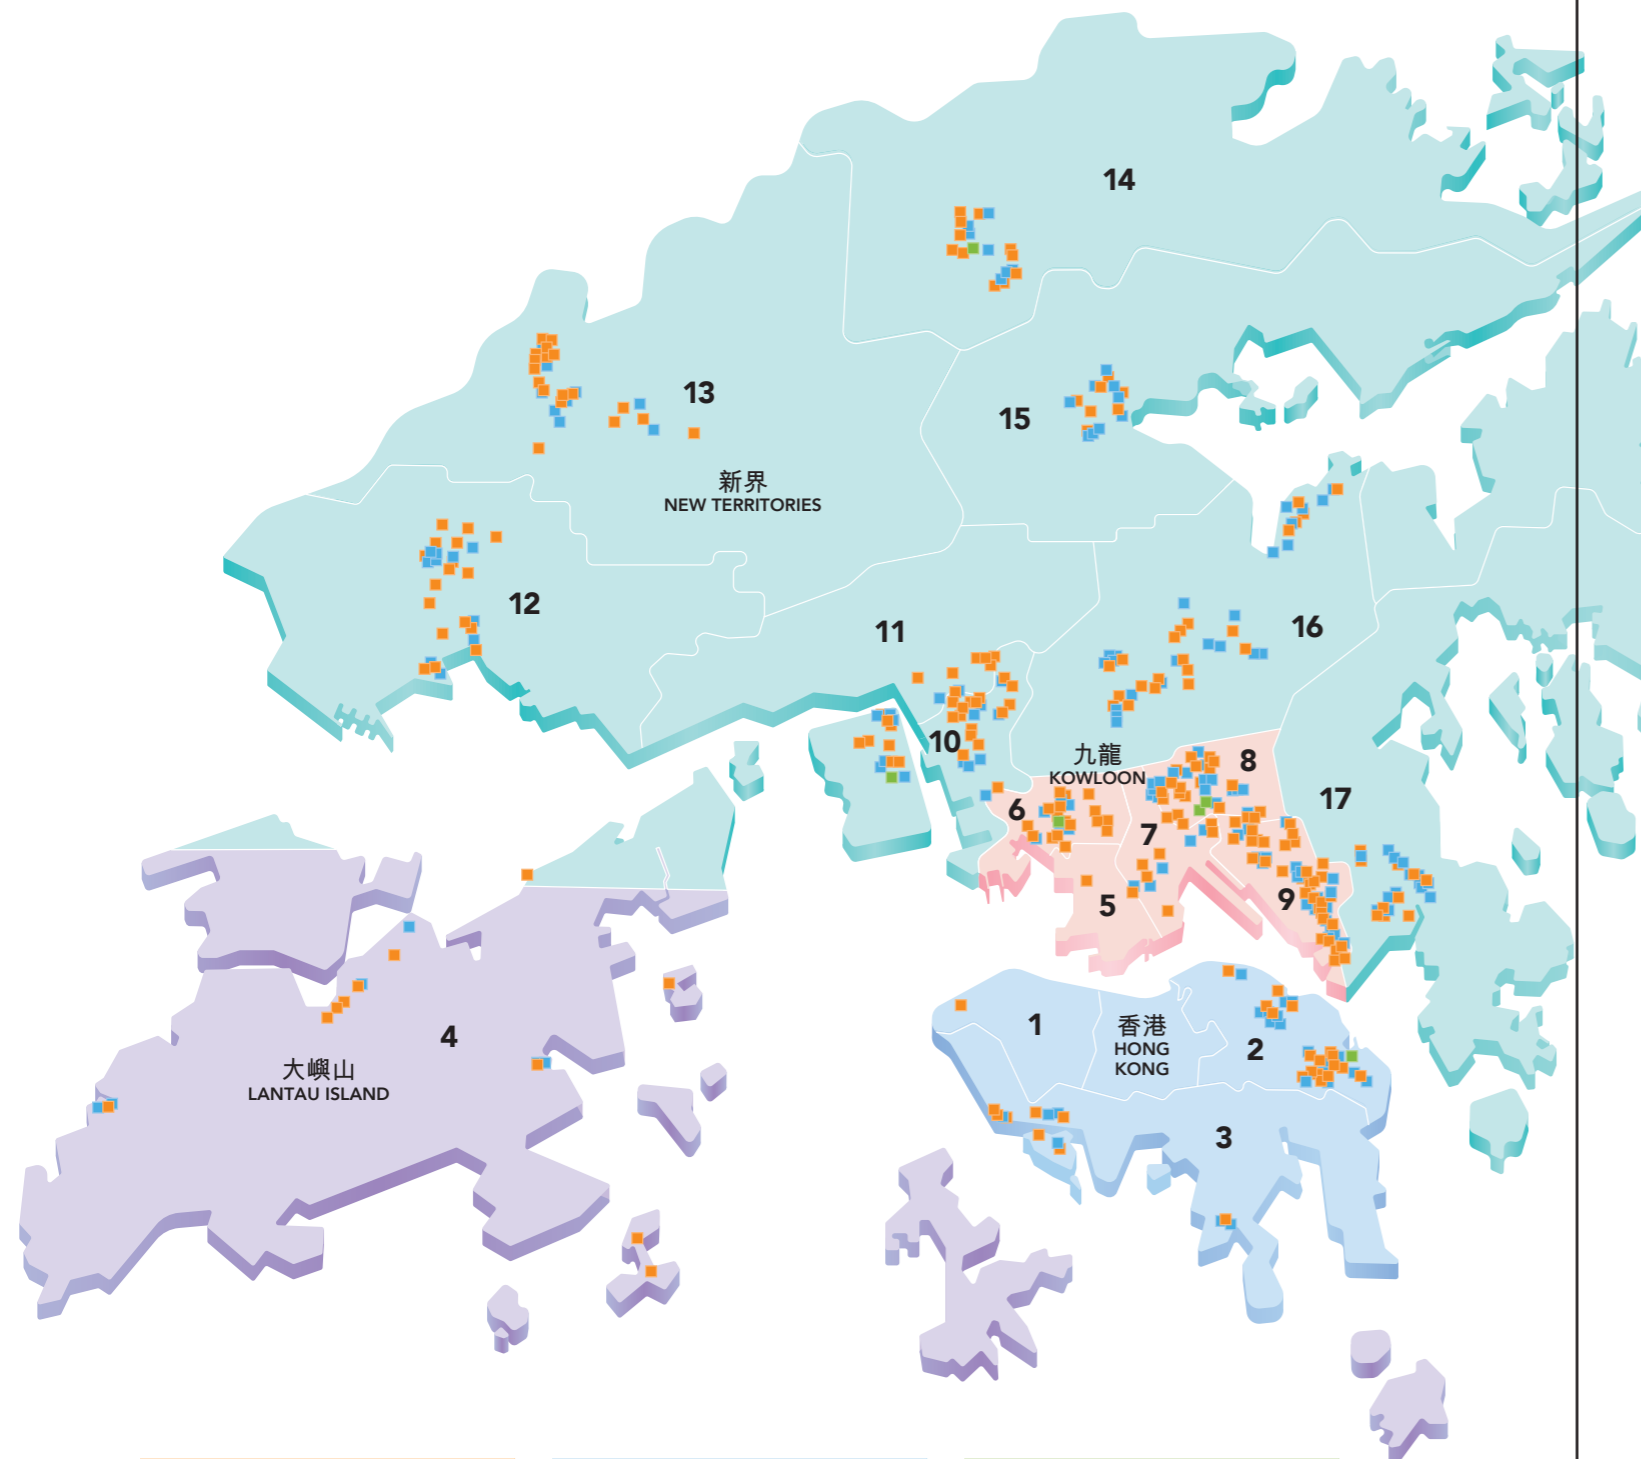 14
13
15
新界
NEW TERRITORIES
12
11
16
10
九龍
KOWLOON
8
6
7
17
5
9
4
大嶼山
LANTAU ISLAND
1
香港
HONG
KONG
2
3